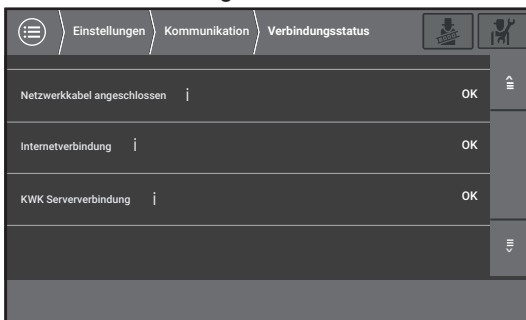 Einstellungen Kommunikation Verbindungsstatus
Netzwerkkabel angeschlossen i OK
Internetverbindung i OK
KWK Serververbindung i OK